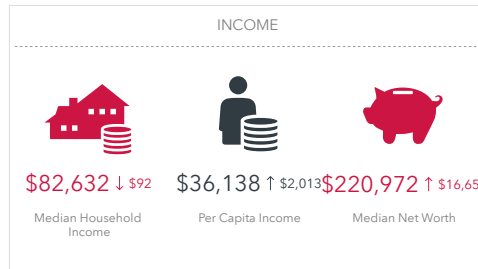 INCOME
$82,632 ↓ $92
$36,138 ↑ $2,013
$220,972 ↑ $16,65
Median Household
Income
Per Capita Income
Median Net Worth